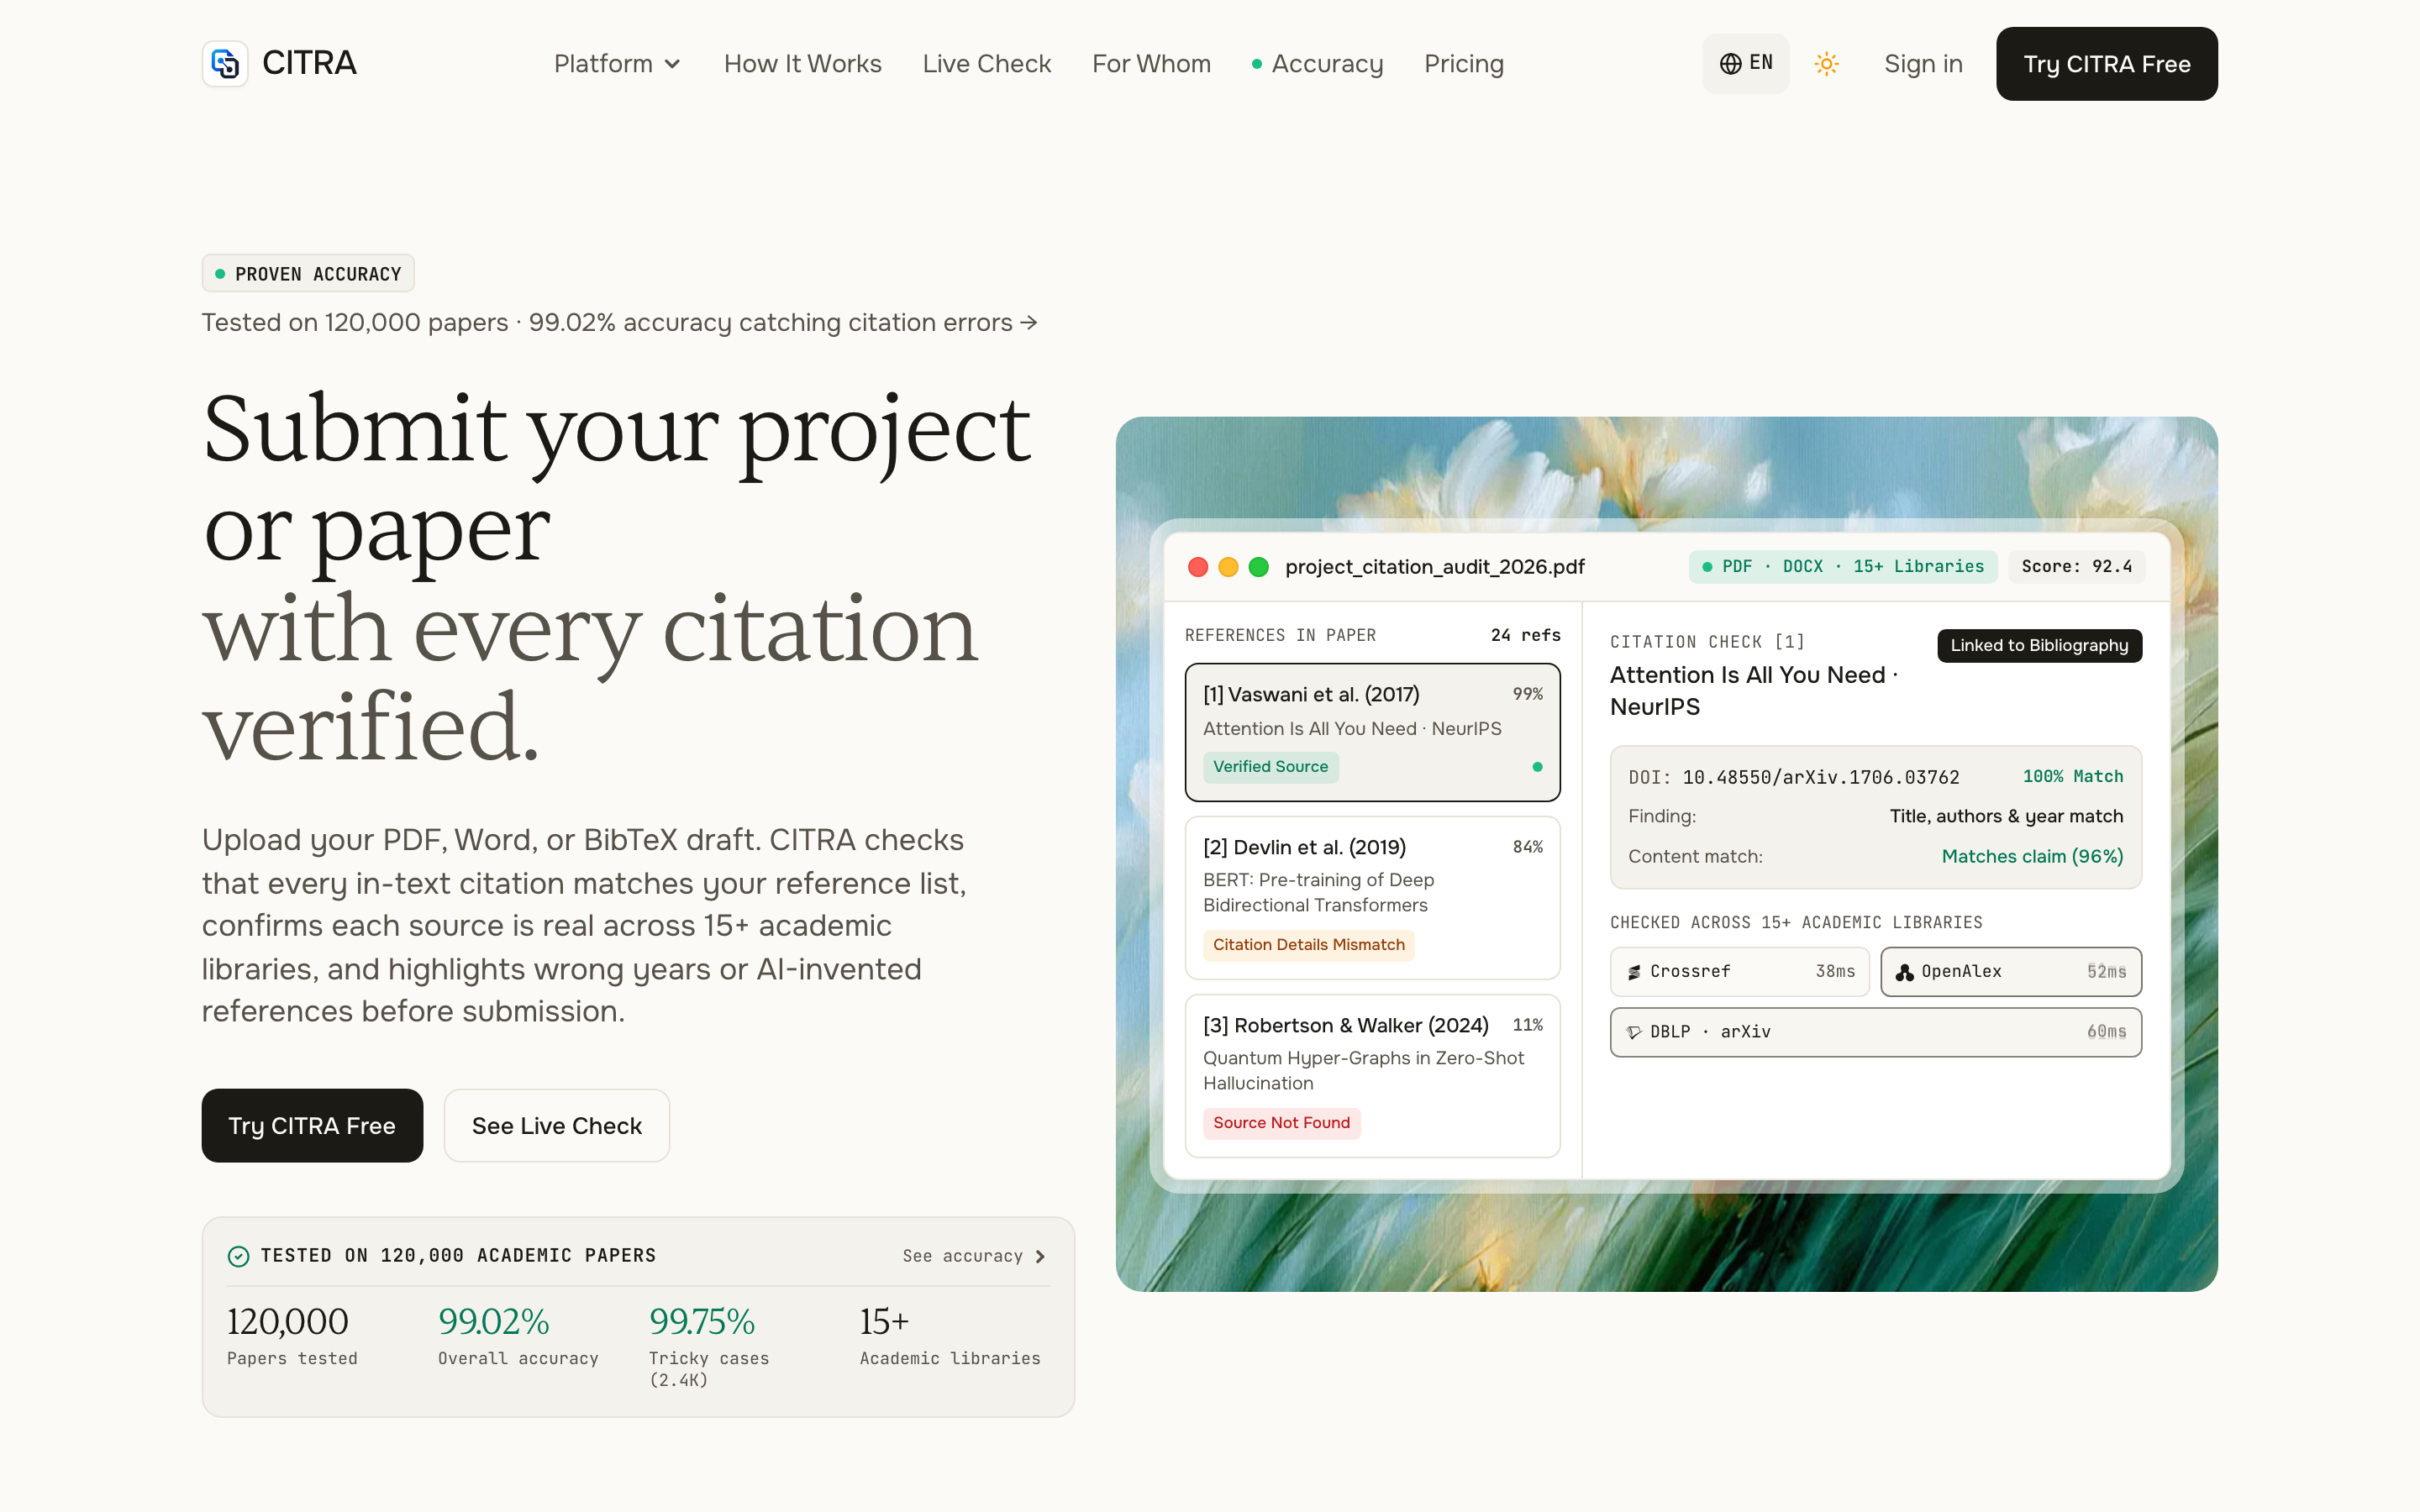 CITRA
Platform
How It Works
Live Check
For Whom
Accuracy
Pricing
EN
Sign in
Try CITRA Free
PROVEN ACCURACY
Tested on 120,000 papers · 99.02% accuracy catching citation errors →
Submit your project
or paper
with every citation
verified.
Upload your PDF, Word, or BibTeX draft. CITRA checks
that every in-text citation matches your reference list,
confirms each source is real across 15+ academic
libraries, and highlights wrong years or AI-invented
references before submission.
Try CITRA Free
See Live Check
TESTED ON 120,000 ACADEMIC PAPERS
See accuracy
120,000
Papers tested
99.02%
Overall accuracy
99.75%
Tricky cases
(2.4K)
15+
Academic libraries
project_citation_audit_2026.pdf
PDF · DOCX · 15+ Libraries
Score: 92.4
REFERENCES IN PAPER
24 refs
[1] Vaswani et al. (2017)
99%
Attention Is All You Need · NeurIPS
Verified Source
[2] Devlin et al. (2019)
84%
BERT: Pre-training of Deep
Bidirectional Transformers
Citation Details Mismatch
[3] Robertson & Walker (2024)
11%
Quantum Hyper-Graphs in Zero-Shot
Hallucination
Source Not Found
CITATION CHECK [1]
Linked to Bibliography
Attention Is All You Need ·
NeurIPS
DOI: 10.48550/arXiv.1706.03762
100% Match
Finding:
Title, authors & year match
Content match:
Matches claim (96%)
CHECKED ACROSS 15+ ACADEMIC LIBRARIES
Crossref
38ms
OpenAlex
52ms
DBLP · arXiv
60ms